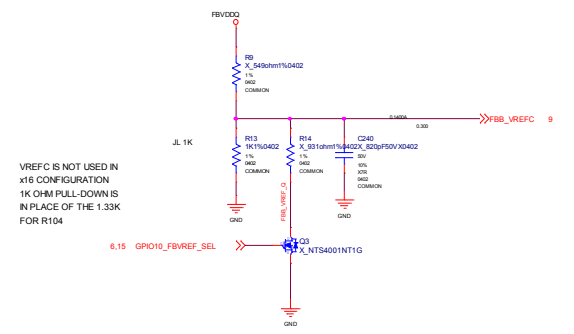 FBVDDQ
R9
X_549ohm1%0402
1%
0402
COMMON
0.1400A
0.300
FBB_VREFC 9
JL 1K
R13
1K1%0402
1%
0402
COMMON
R14
X_931ohm1%0402
1%
0402
COMMON
C240
X_820pF50VX0402
50V
10%
X7R
0402
COMMON
GND
GND
VREFC IS NOT USED IN
x16 CONFIGURATION
1K OHM PULL-DOWN IS
IN PLACE OF THE 1.33K
FOR R104
FBB_VREF_Q
6,15 GPIO10_FBVREF_SEL
Q3
X_NTS4001NT1G
GND